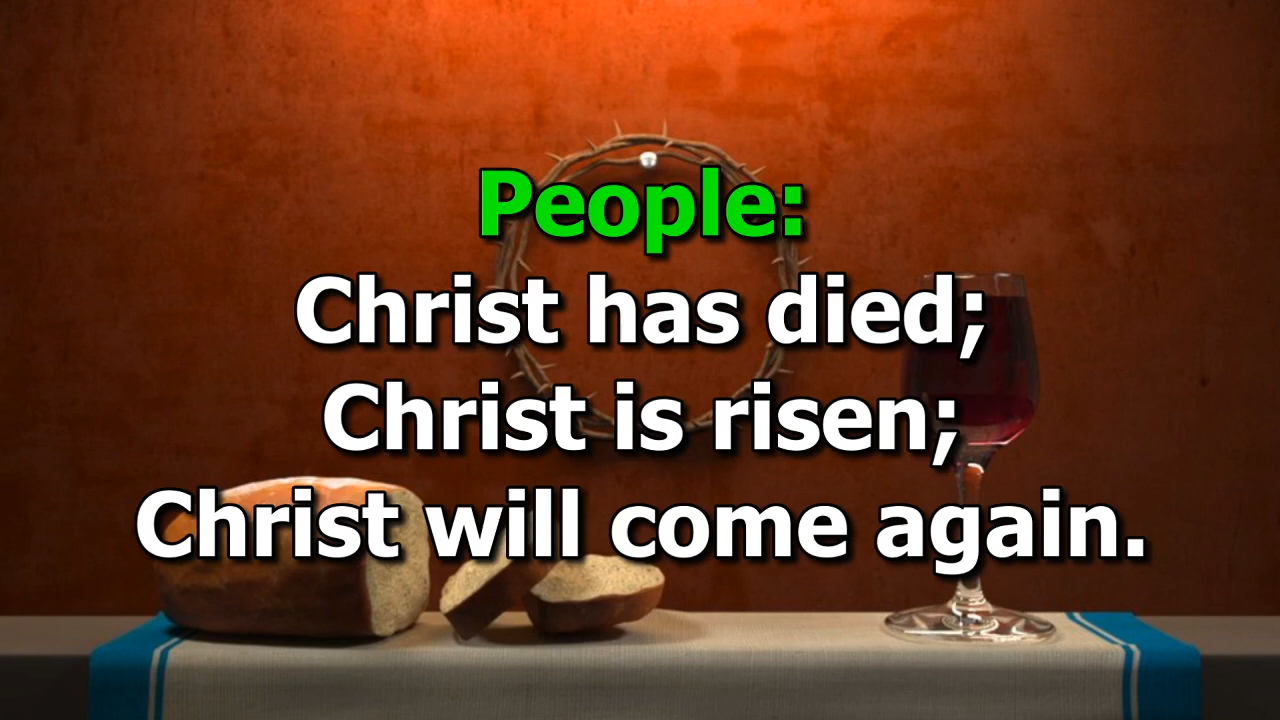 People:
Christ has died;
Christ is risen;
Christ will come again.